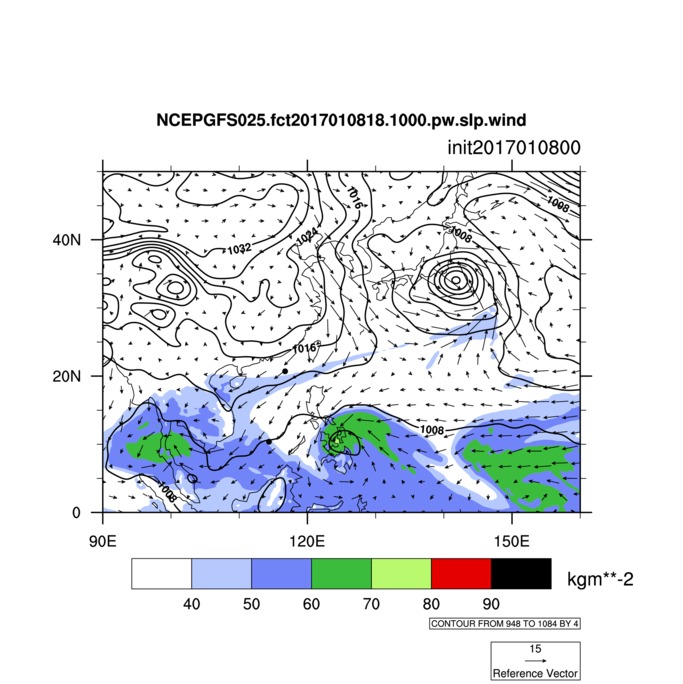 NCEPGFS025.fct2017010818.1000.pw.slp.wind
init2017010800
1016
1008
1008
1024
1032
40N
1016
20N
1008
1008
0
90E
120E
150E
kgm**-2
40
50
60
70
80
90
CONTOUR FROM 948 TO 1084 BY 4
15
Reference Vector